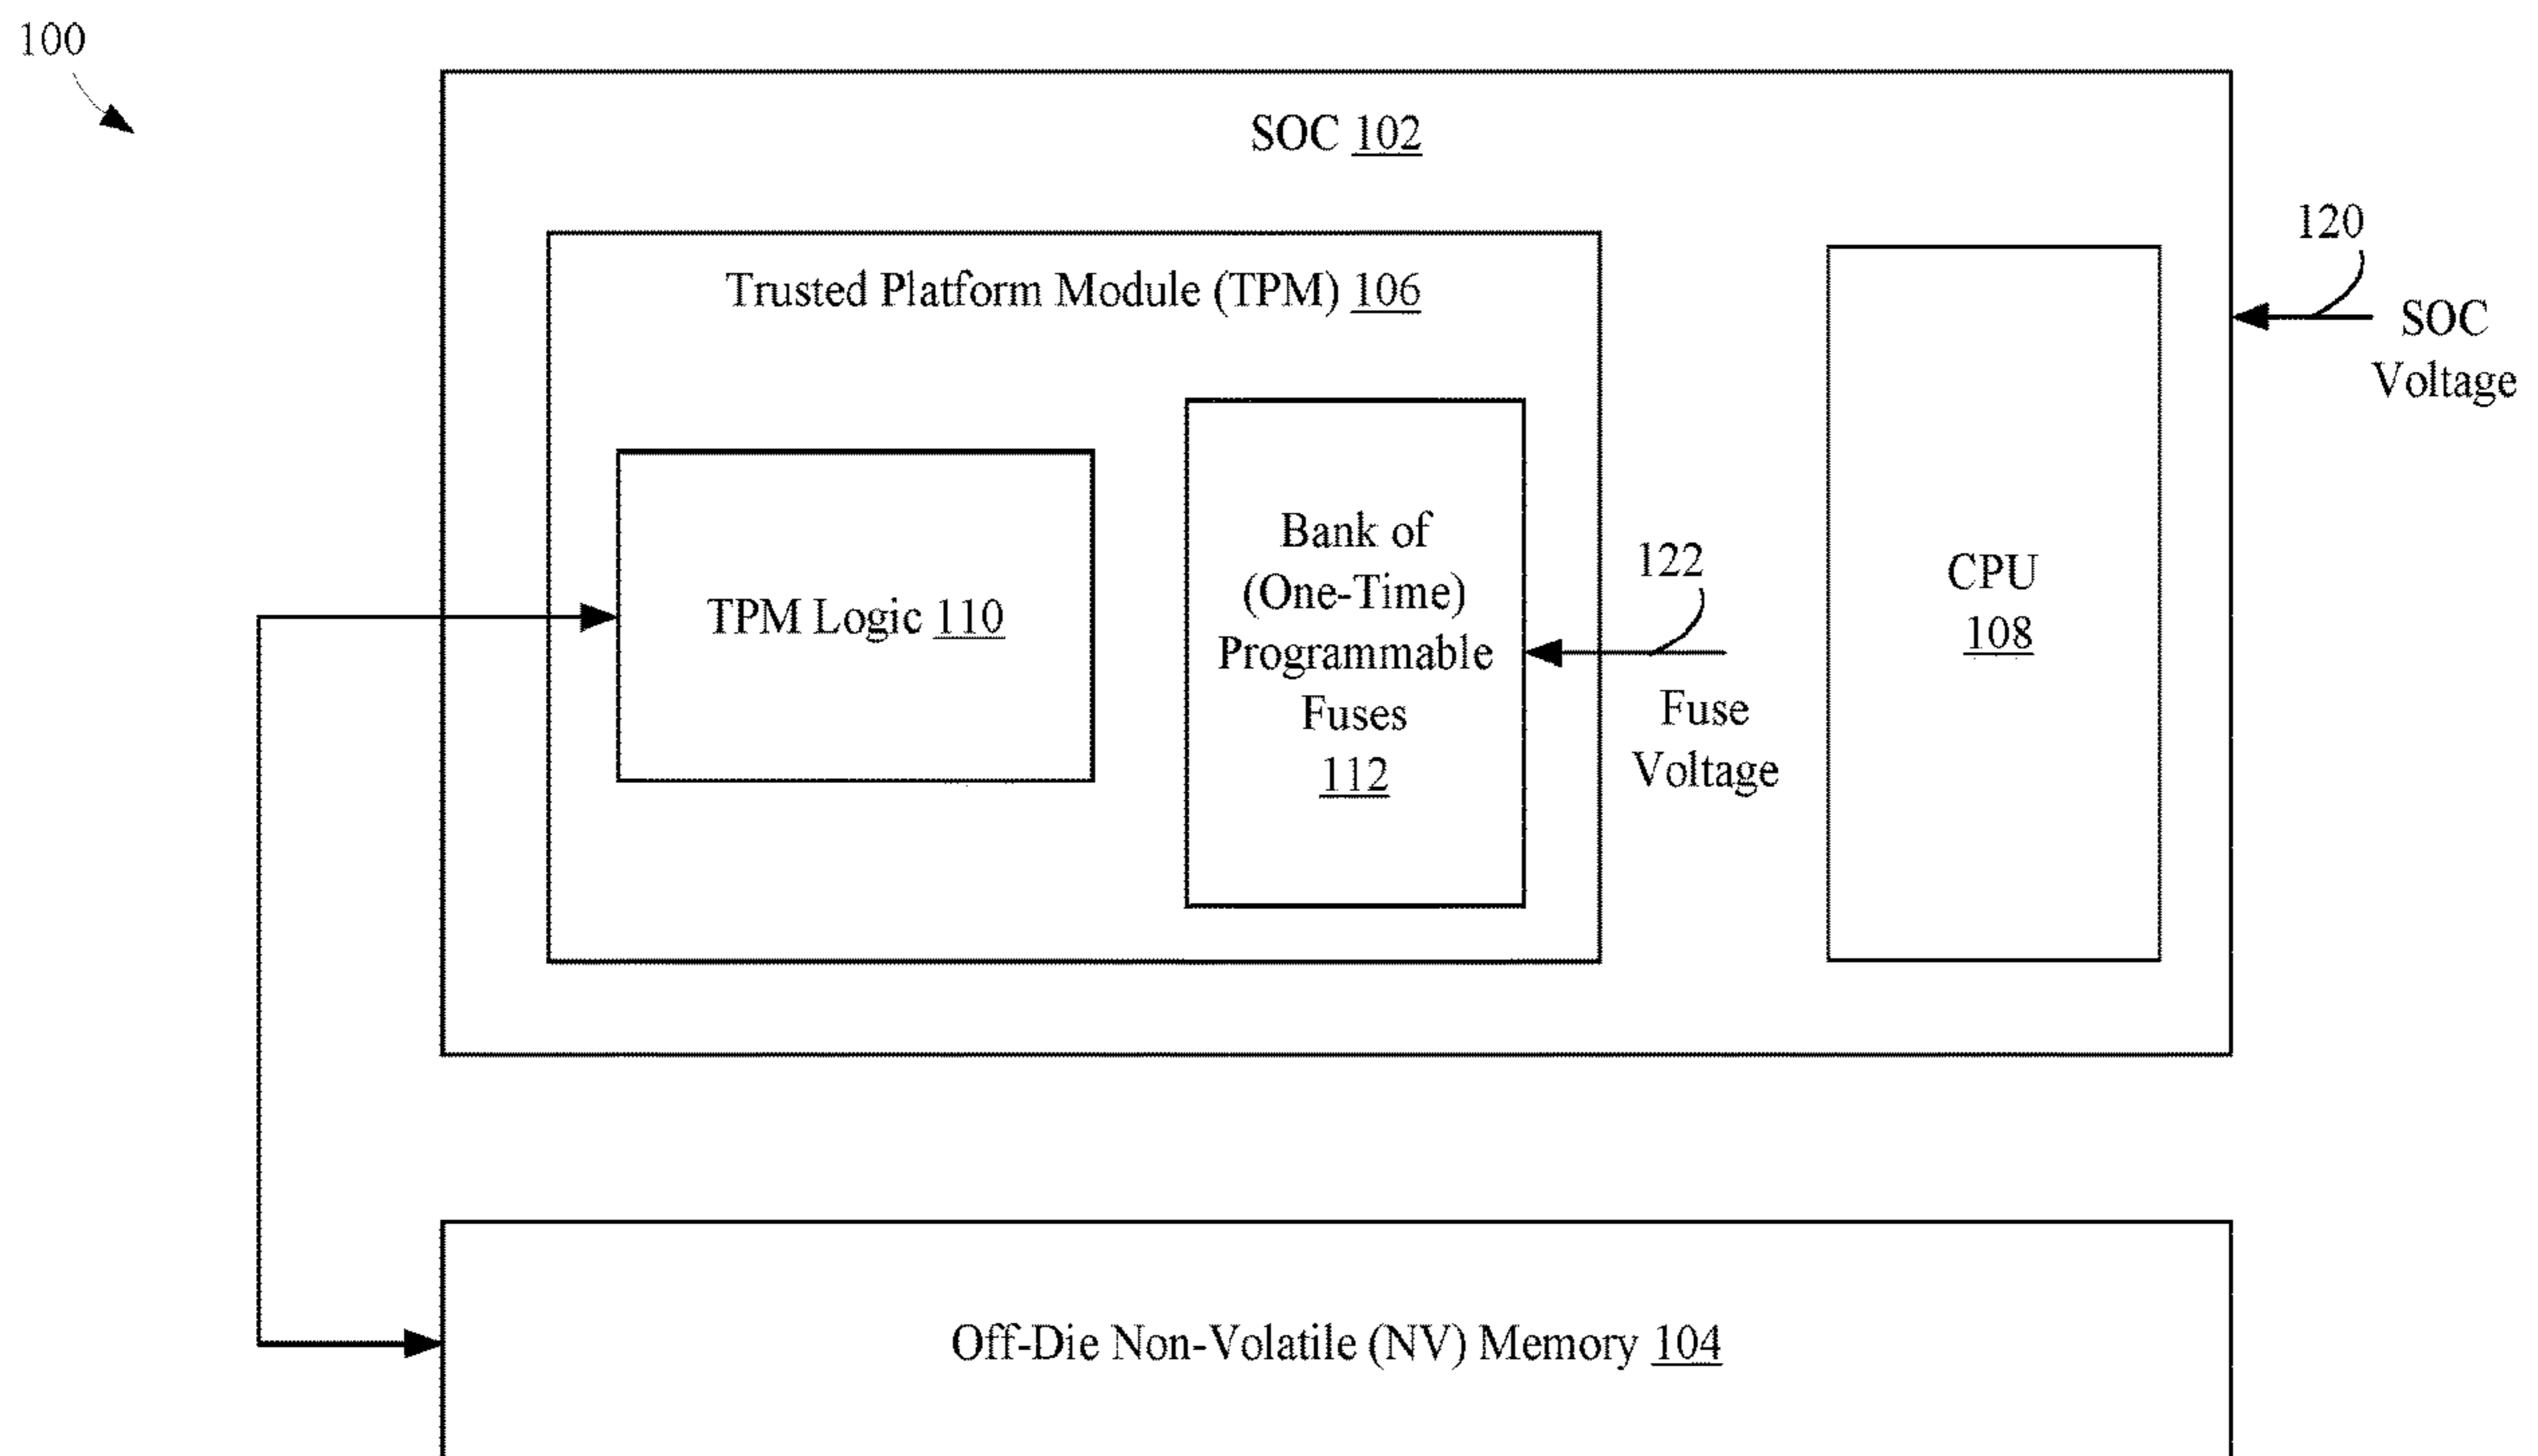 100
SOC 102
120
SOC
Voltage
Trusted Platform Module (TPM) 106
TPM Logic 110
Bank of
(One-Time)
Programmable
Fuses
112
122
Fuse
Voltage
CPU
108
Off-Die Non-Volatile (NV) Memory 104